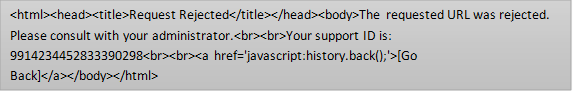 <html><head><title>Request Rejected</title></head><body>The requested URL was rejected.
Please consult with your administrator.<br><br>Your support ID is:
9914234452833390298<br><br><a href='javascript:history.back();'>[Go
Back]</a></body></html>